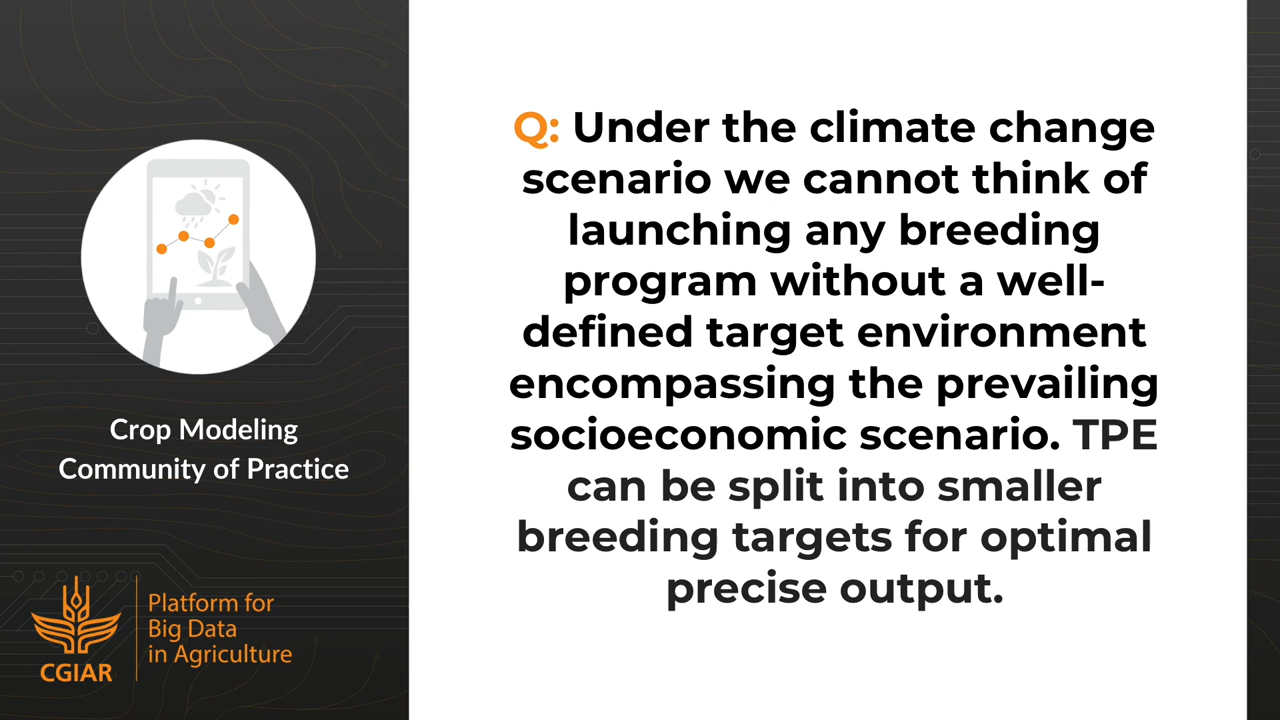 Crop Modeling
Community of Practice
CGIAR
Platform for
Big Data
in Agriculture
Q: Under the climate change
scenario we cannot think of
launching any breeding
program without a well-
defined target environment
encompassing the prevailing
socioeconomic scenario. TPE
can be split into smaller
breeding targets for optimal
precise output.